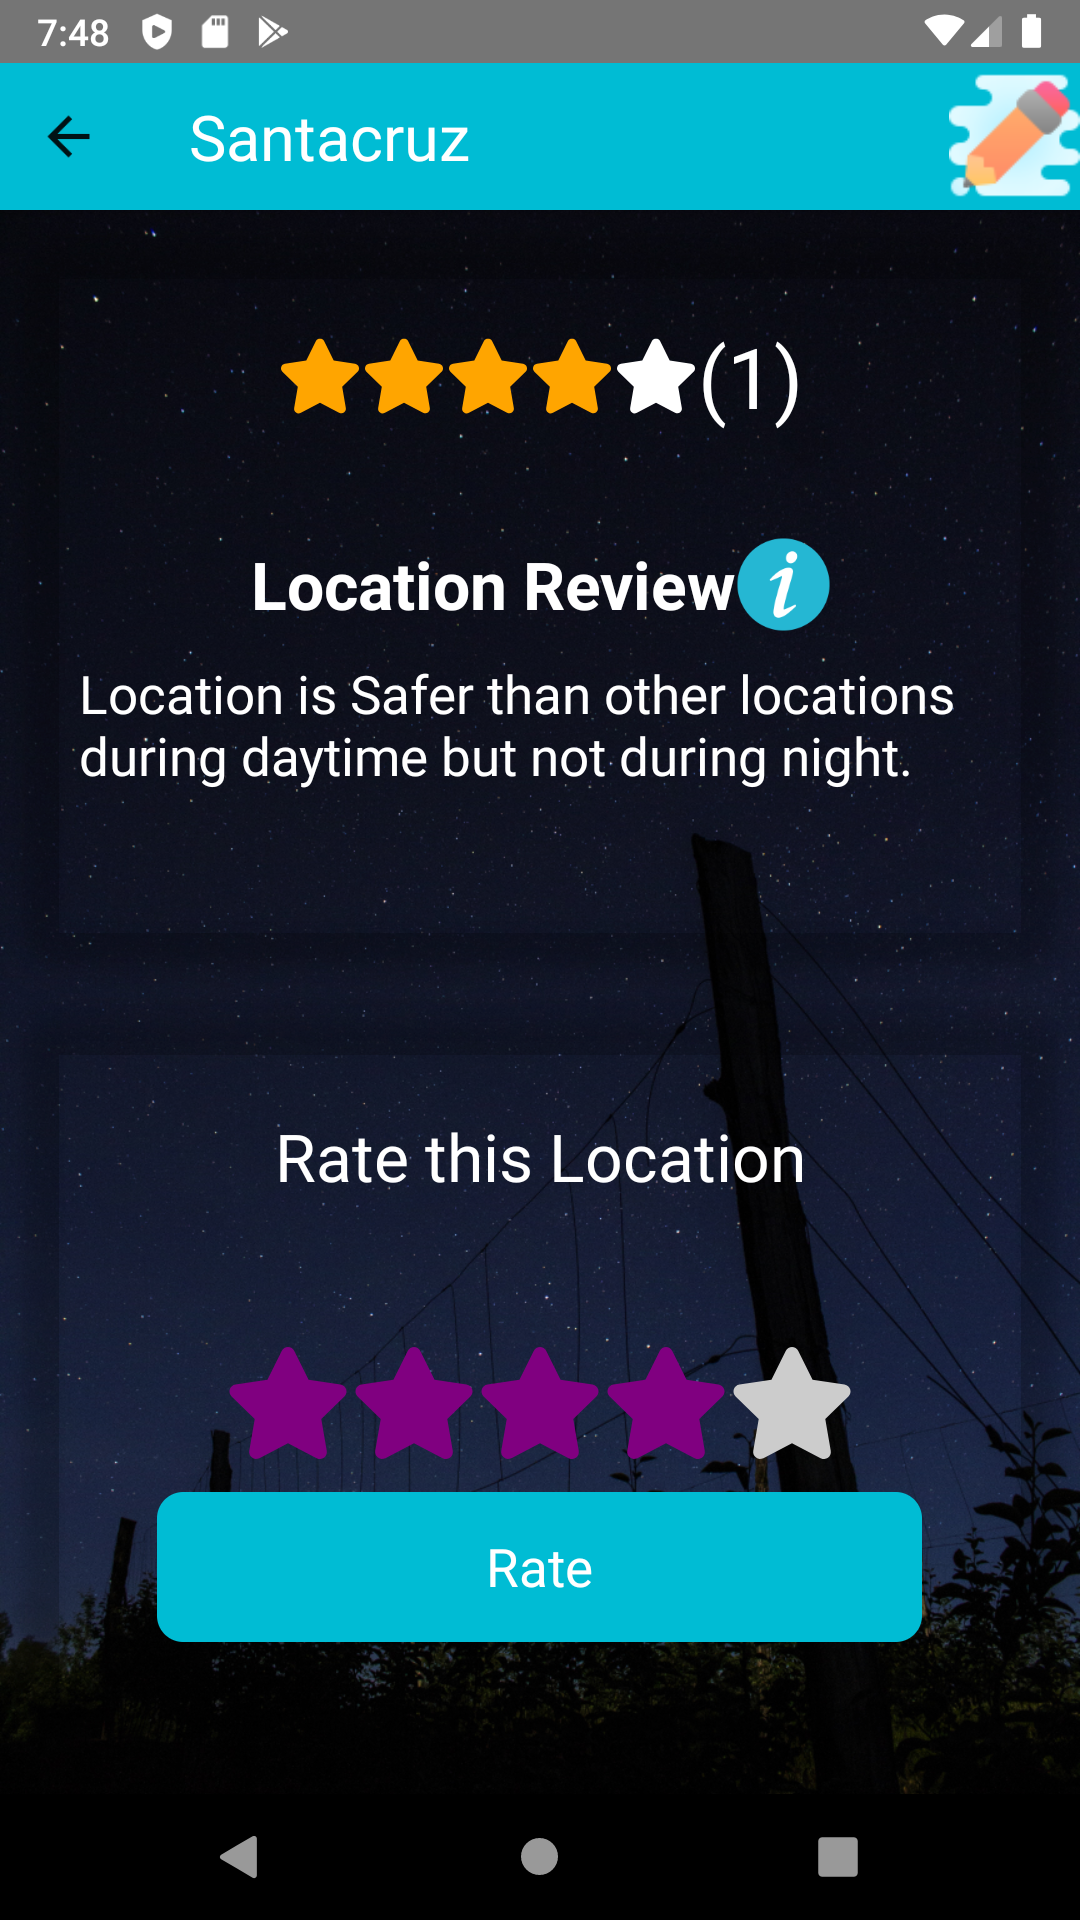 7:48
Santacruz
(1)
Location Review i
Location is Safer than other locations
during daytime but not during night.
Rate this Location
Rate